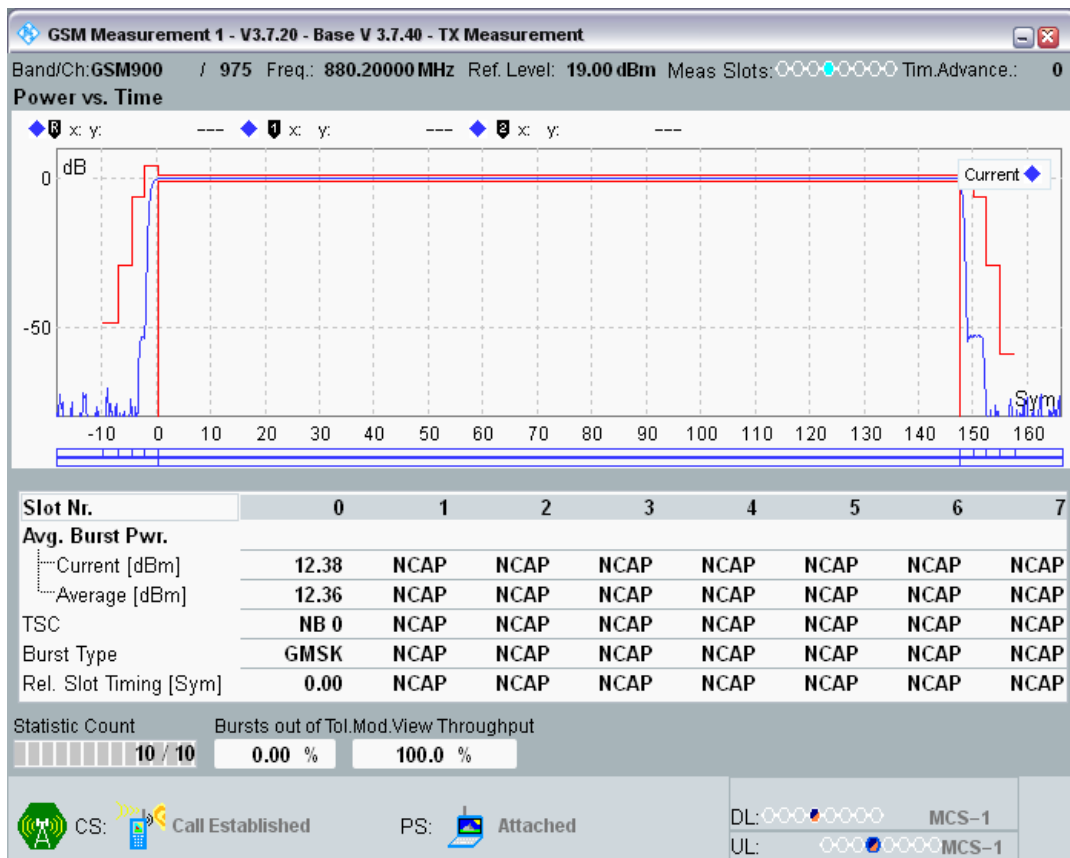 GSM Measurement 1 - V3.7.20 - Base V 3.7.40 - TX Measurement
Band/Ch:GSM900 / 975 Freq.: 880.20000 MHz Ref. Level: 19.00 dBm Meas Slots: Tim.Advance.: 0
Power vs. Time
R x: y: --- 1 x: y: --- 2 x: y: ---
dB
Current
0
-50
Sym
-10 0 10 20 30 40 50 60 70 80 90 100 110 120 130 140 150 160
Slot Nr. 0 1 2 3 4 5 6 7
Avg. Burst Pwr.
Current [dBm] 12.38 NCAP NCAP NCAP NCAP NCAP NCAP NCAP
Average [dBm] 12.36 NCAP NCAP NCAP NCAP NCAP NCAP NCAP
TSC NB 0 NCAP NCAP NCAP NCAP NCAP NCAP NCAP
Burst Type GMSK NCAP NCAP NCAP NCAP NCAP NCAP NCAP
Rel. Slot Timing [Sym] 0.00 NCAP NCAP NCAP NCAP NCAP NCAP NCAP
Statistic Count Bursts out of Tol.Mod.View Throughput
10 / 10 0.00 % 100.0 %
CS: Call Established PS: Attached
DL: MCS-1
UL: MCS-1